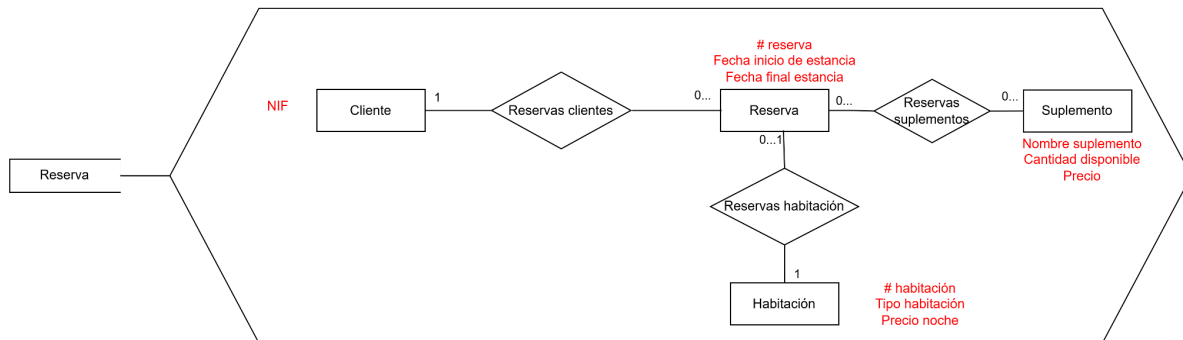 # reserva
Fecha inicio de estancia
Fecha final estancia
NIF
Cliente
1
Reservas clientes
0...
Reserva
0...
Reservas
suplementos
0...
Suplemento
0...1
Nombre suplemento
Cantidad disponible
Precio
Reserva
Reservas habitación
1
Habitación
# habitación
Tipo habitación
Precio noche